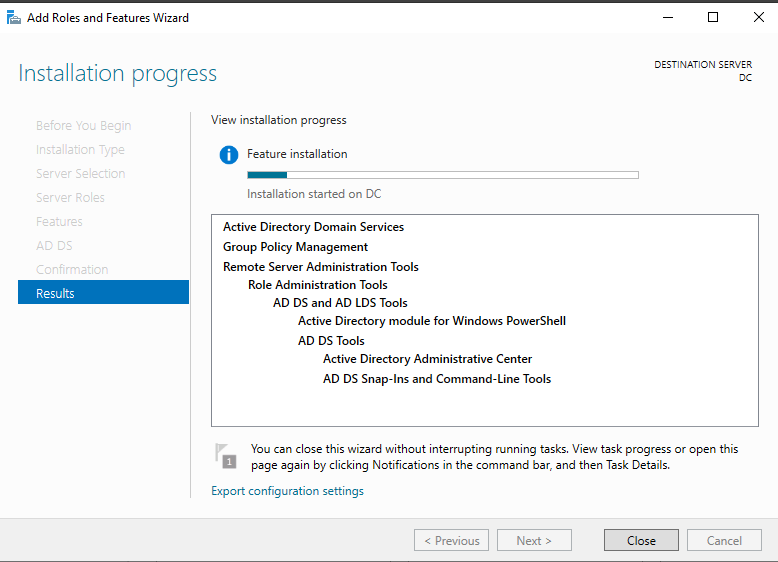 Add Roles and Features Wizard
Installation progress
DESTINATION SERVER
DC
Before You Begin
Installation Type
Server Selection
Server Roles
Features
AD DS
Confirmation
Results
View installation progress
Feature installation
Installation started on DC
Active Directory Domain Services
Group Policy Management
Remote Server Administration Tools
Role Administration Tools
AD DS and AD LDS Tools
Active Directory module for Windows PowerShell
AD DS Tools
Active Directory Administrative Center
AD DS Snap-Ins and Command-Line Tools
1
You can close this wizard without interrupting running tasks. View task progress or open this
page again by clicking Notifications in the command bar, and then Task Details.
Export configuration settings
< Previous
Next >
Close
Cancel